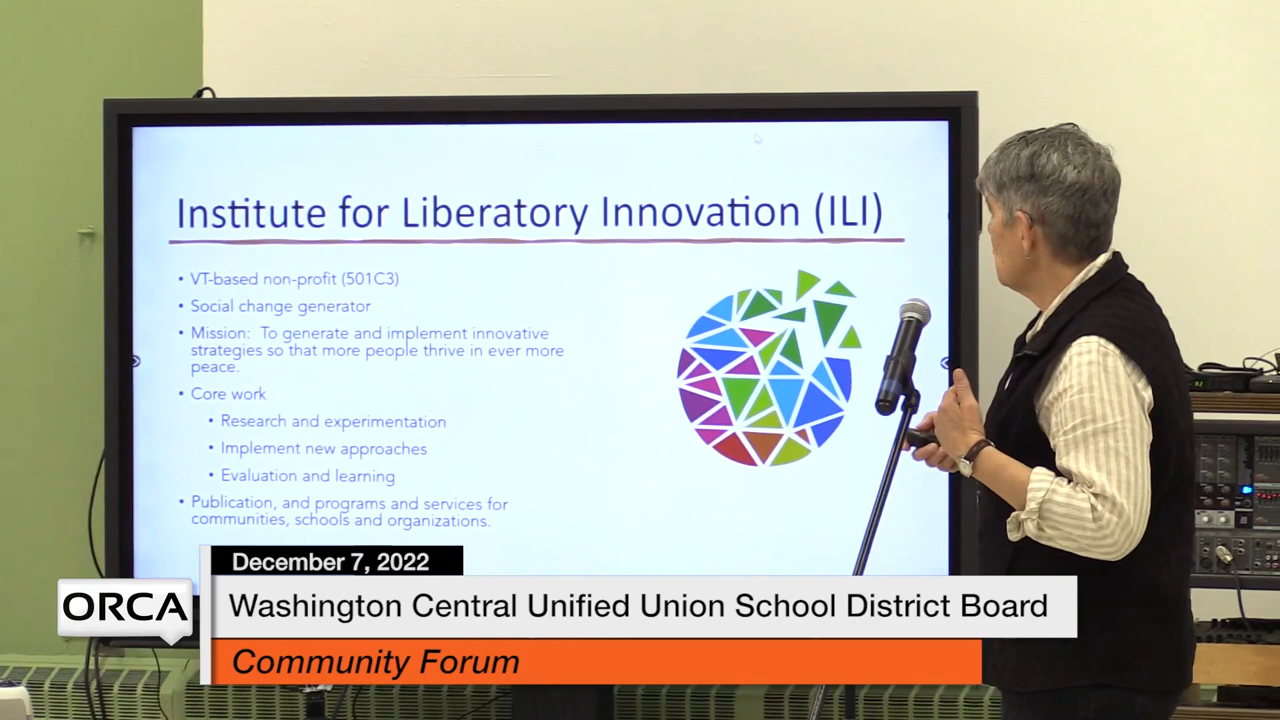 Institute for Liberatory Innovation (ILI)
• VT-based non-profit (501C3)
• Social change generator
• Mission: To generate and implement innovative
strategies so that more people thrive in ever more
peace.
• Core work
• Research and experimentation
• Implement new approaches
• Evaluation and learning
• Publication, and programs and services for
communities, schools and organizations.
December 7, 2022
ORCA
Washington Central Unified Union School District Board
Community Forum